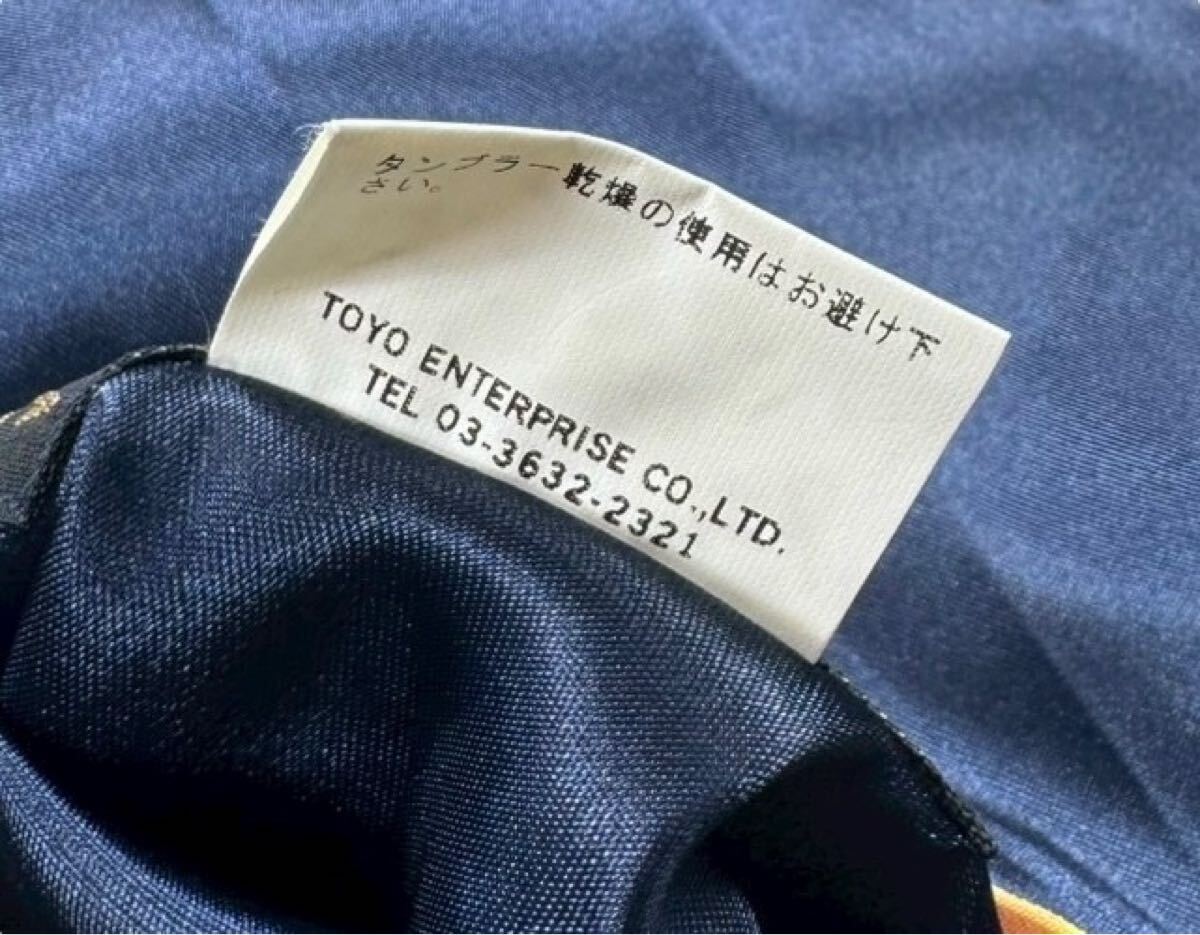 タンブラー乾燥の使用はお避け下
さい。
TOYO ENTERPRISE CO.,LTD.
TEL 03-3632-2321